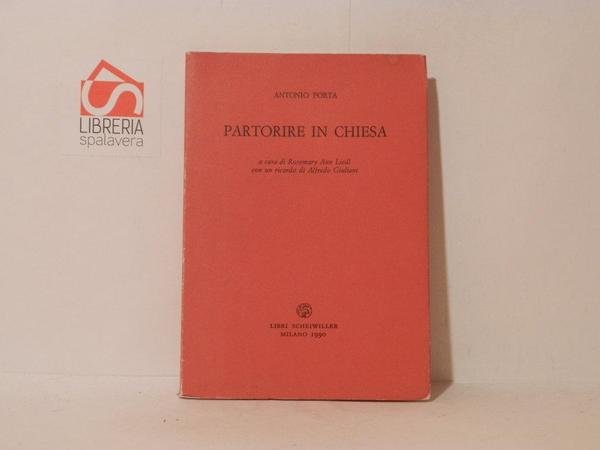 LIBRERIA
spalavera
ANTONIO PORTA
PARTORIRE IN CHIESA
a cura di Rosemary Ann Liedl
con un ricordo di Alfredo Giuliani
LIBRI SCHEIWILLER
MILANO 1990